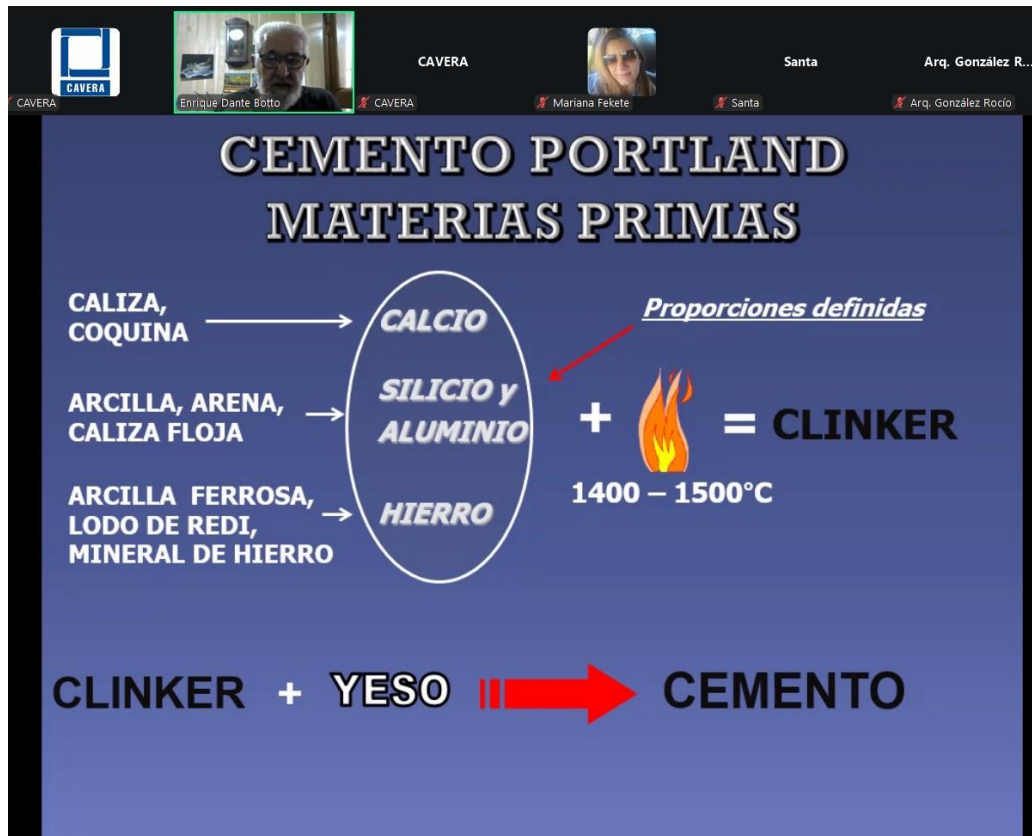 CAVERA
CAVERA
Enrique Dante Botto
CAVERA
CAVERA
Mariana Fekete
Santa
Santa
Arq. González R...
Arq. González Rocío
CEMENTO PORTLAND
MATERIAS PRIMAS
CALIZA,
COQUINA
CALCIO
Proporciones definidas
ARCILLA, ARENA,
CALIZA FLOJA
SILICIO y
ALUMINIO
+ = CLINKER
1400 – 1500°C
ARCILLA FERROSA,
LODO DE REDI,
MINERAL DE HIERRO
HIERRO
CLINKER + YESO CEMENTO